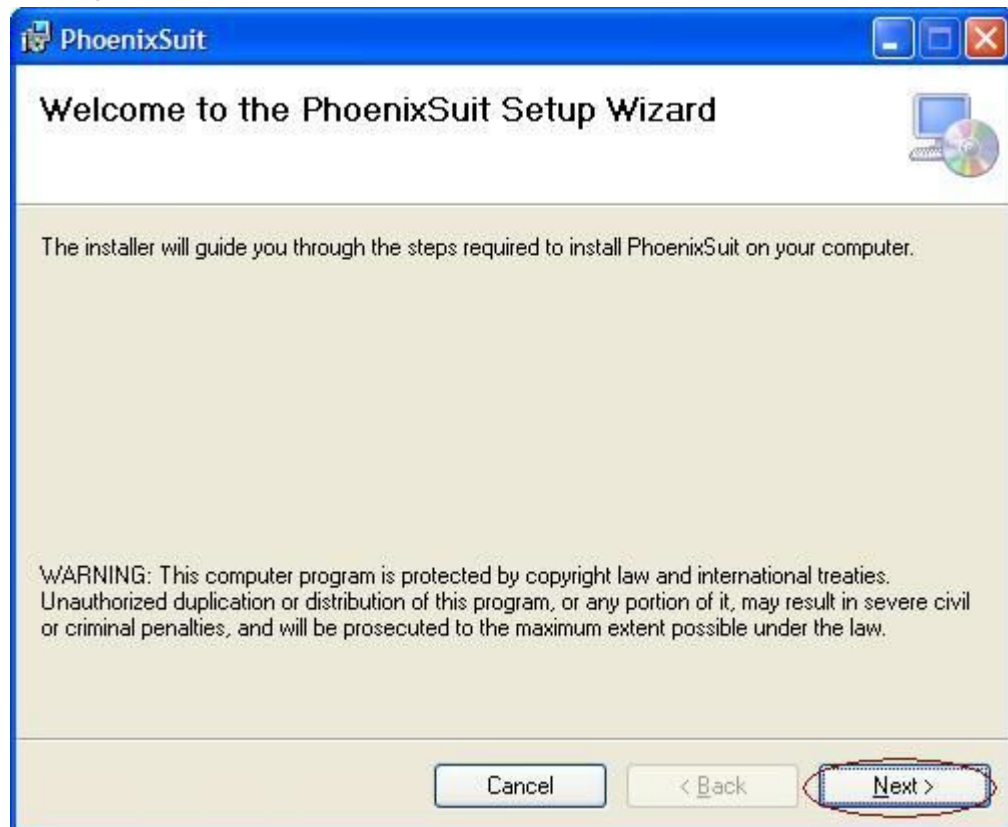 PhoenixSuit
Welcome to the PhoenixSuit Setup Wizard
The installer will guide you through the steps required to install PhoenixSuit on your computer.
WARNING: This computer program is protected by copyright law and international treaties.
Unauthorized duplication or distribution of this program, or any portion of it, may result in severe civil
or criminal penalties, and will be prosecuted to the maximum extent possible under the law.
Cancel
< Back
Next >